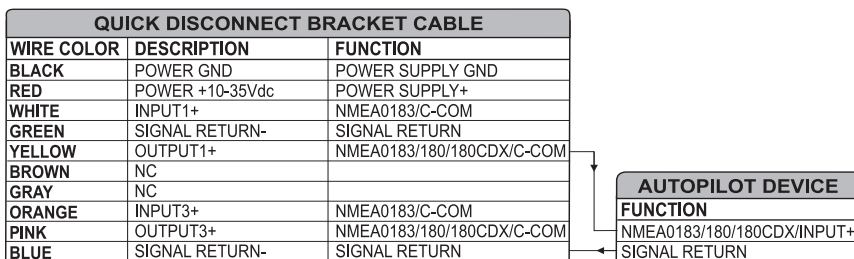 QUICK DISCONNECT BRACKET CABLE
WIRE COLOR DESCRIPTION FUNCTION
BLACK POWER GND POWER SUPPLY GND
RED POWER +10-35Vdc POWER SUPPLY+
WHITE INPUT1+ NMEA0183/C-COM
GREEN SIGNAL RETURN- SIGNAL RETURN
YELLOW OUTPUT1+ NMEA0183/180/180CDX/C-COM
BROWN NC
GRAY NC
ORANGE INPUT3+ NMEA0183/C-COM
PINK OUTPUT3+ NMEA0183/180/180CDX/C-COM
BLUE SIGNAL RETURN- SIGNAL RETURN
AUTOPILOT DEVICE
FUNCTION
NMEA0183/180/180CDX/INPUT+
SIGNAL RETURN